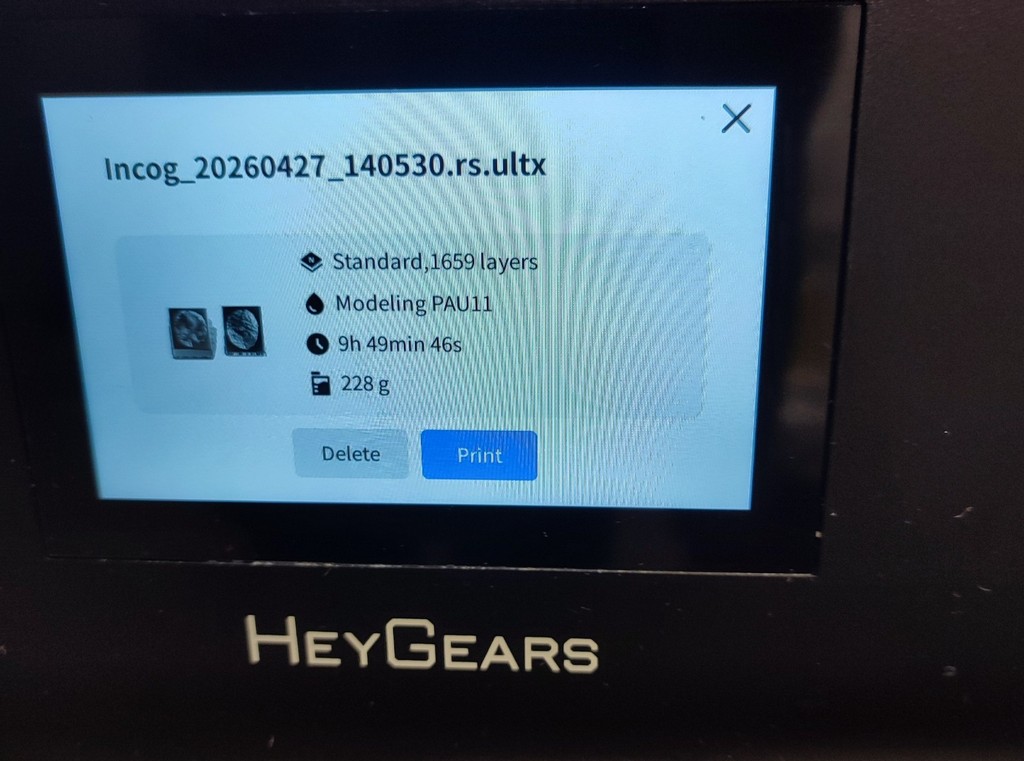 Incog_20260427_140530.rs.ultx
Standard,1659 layers
Modeling PAU11
9h 49min 46s
228 g
Delete
Print
HEYGEARS